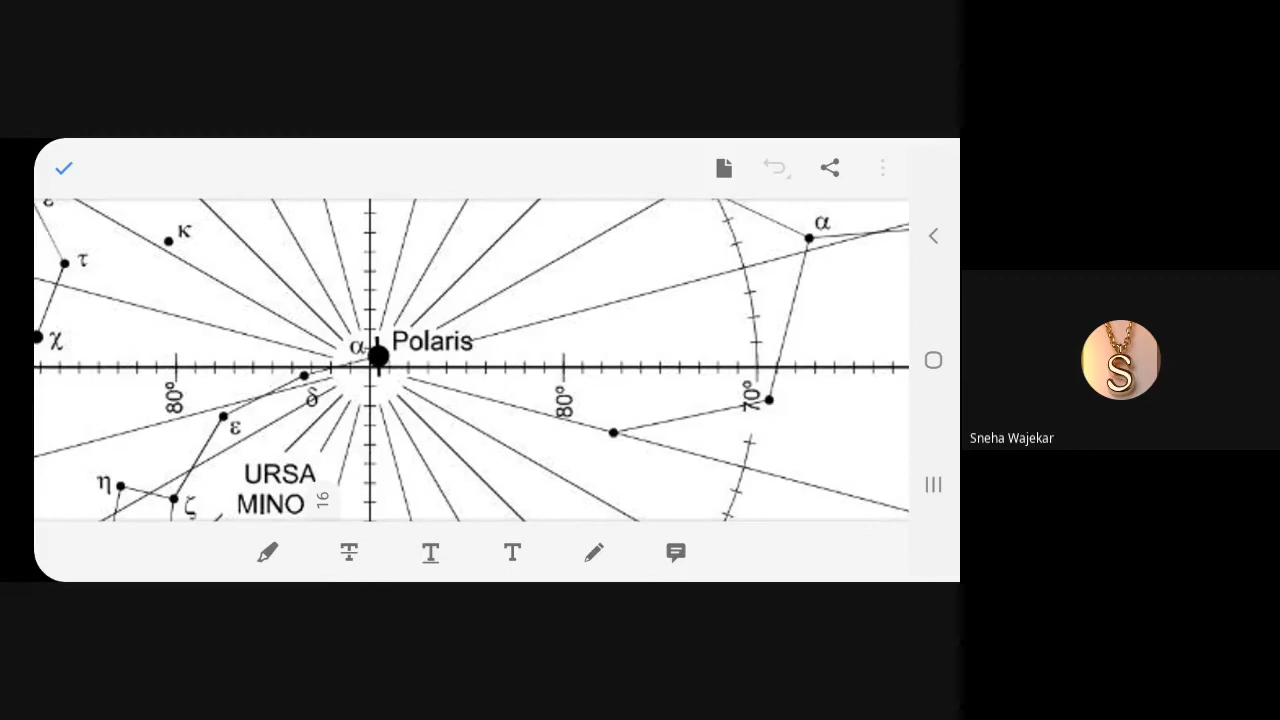 ε
κ
α
τ
χ
α
Polaris
80°
δ
80°
70°
ε
URSA
η
MINO
16
ζ
Sneha Wajekar
S